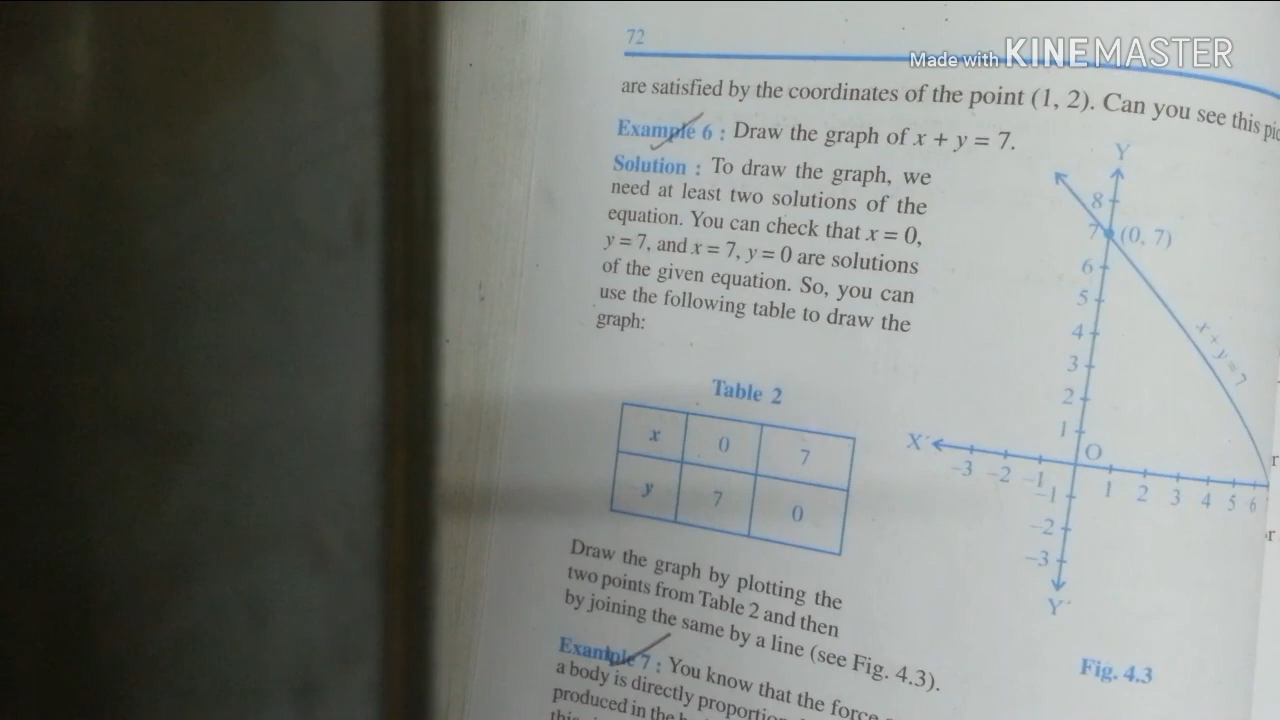 72
Made with KINEMASTER
are satisfied by the coordinates of the point (1, 2). Can you see this
Example 6 : Draw the graph of x + y = 7.
Solution : To draw the graph, we
need at least two solutions of the
equation. You can check that x = 0,
y = 7, and x = 7, y = 0 are solutions
of the given equation. So, you can
use the following table to draw the
graph:
Table 2
x 0 7
y 7 0
Draw the graph by plotting the
two points from Table 2 and then
by joining the same by a line (see Fig. 4.3).
Example 7 : You know that the force
a body is directly
produced in the
Y
8
7 (0, 7)
6
5
4
3
2
1
x + y = 7
X′ O
–3 –2 –1 1 2 3 4 5 6
–1
–2
–3
Y′
Fig. 4.3